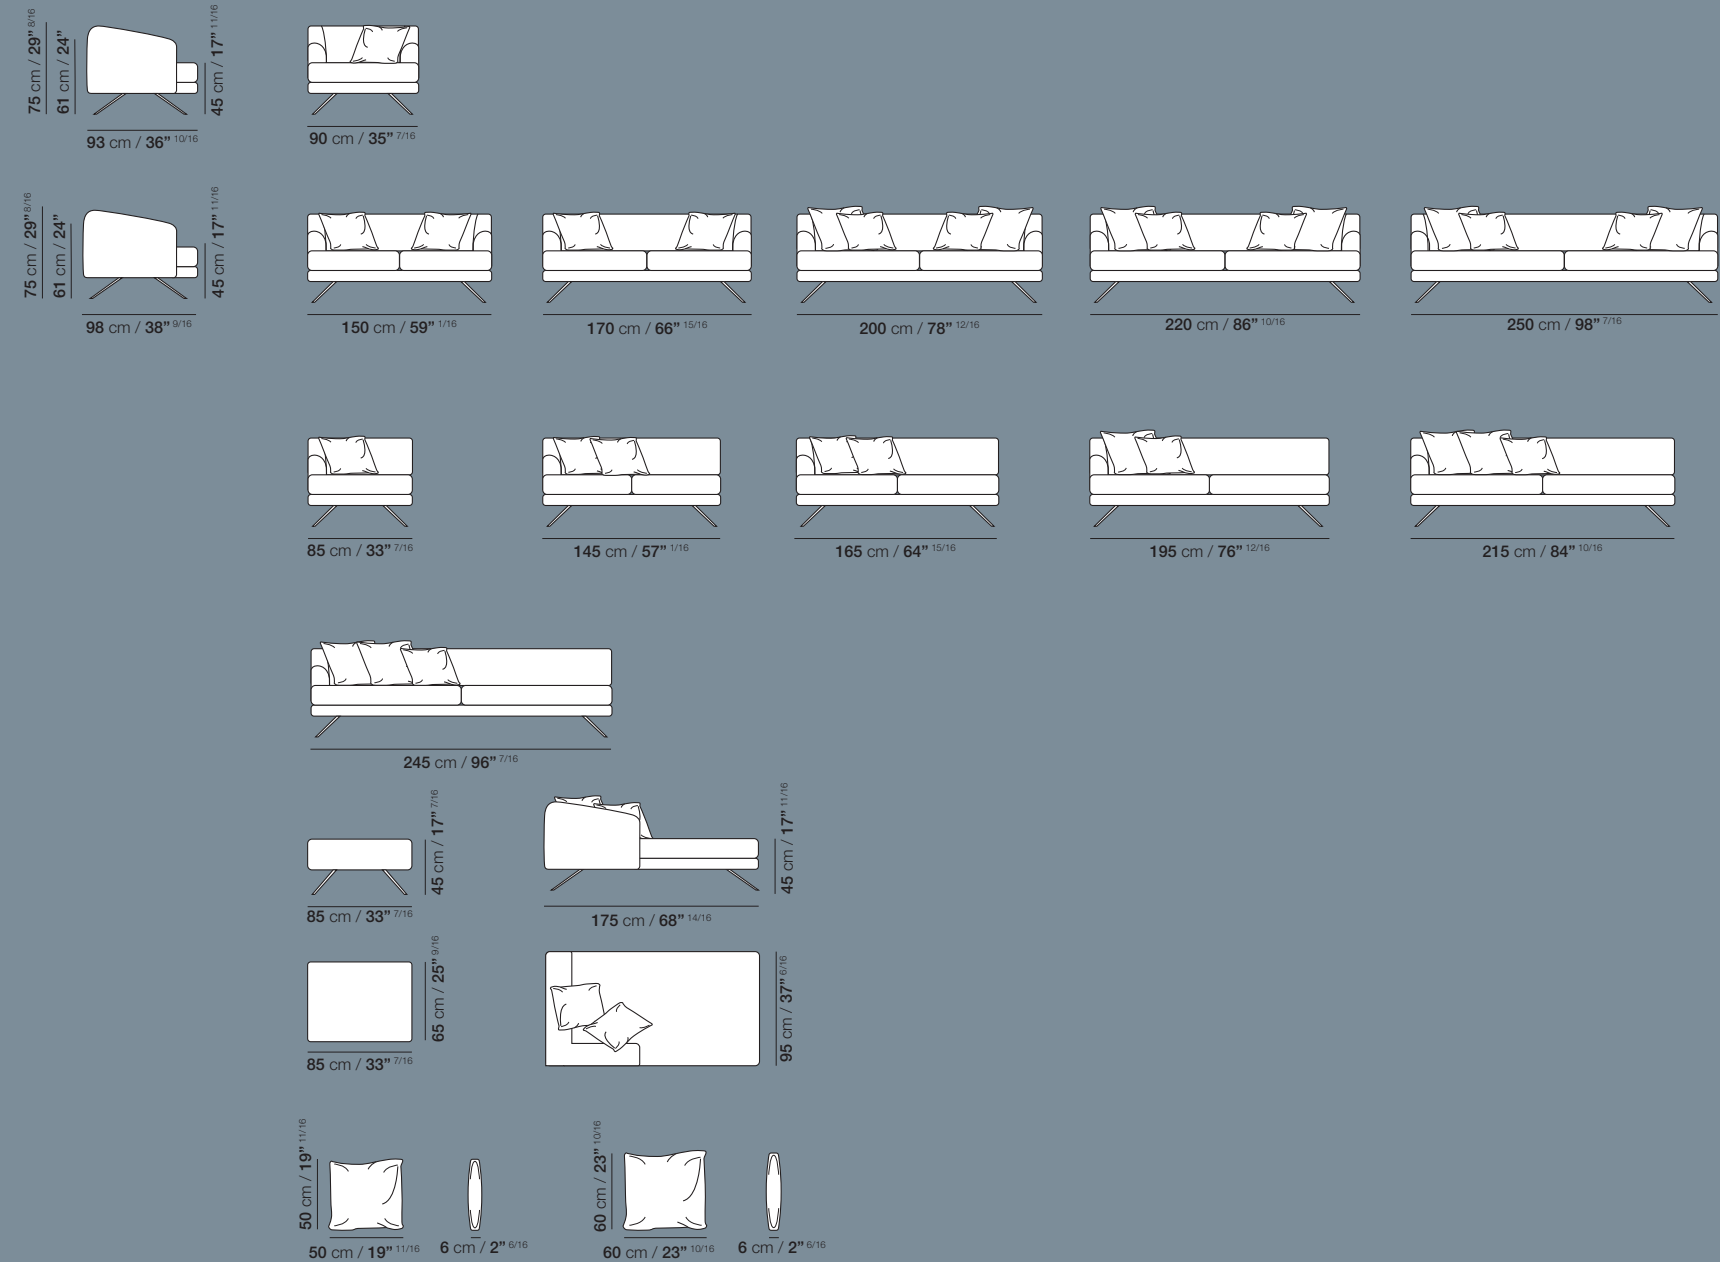 75 cm / 29” 8/16
61 cm / 24”
45 cm / 17” 11/16
93 cm / 36” 10/16
90 cm / 35” 7/16
75 cm / 29” 8/16
61 cm / 24”
45 cm / 17” 11/16
98 cm / 38” 9/16
150 cm / 59” 1/16
170 cm / 66” 15/16
200 cm / 78” 12/16
220 cm / 86” 10/16
250 cm / 98” 7/16
85 cm / 33” 7/16
145 cm / 57” 1/16
165 cm / 64” 15/16
195 cm / 76” 12/16
215 cm / 84” 10/16
245 cm / 96” 7/16
45 cm / 17” 7/16
85 cm / 33” 7/16
45 cm / 17” 11/16
175 cm / 68” 14/16
65 cm / 25” 9/16
85 cm / 33” 7/16
95 cm / 37” 6/16
50 cm / 19” 11/16
50 cm / 19” 11/16
6 cm / 2” 6/16
60 cm / 23” 10/16
60 cm / 23” 10/16
6 cm / 2” 6/16